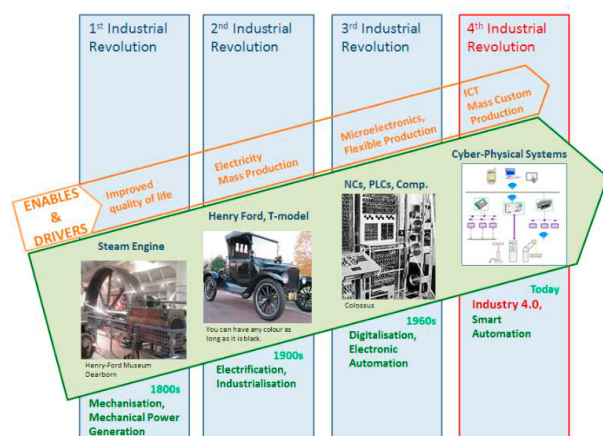 1st Industrial
Revolution
2nd Industrial
Revolution
3rd Industrial
Revolution
4th Industrial
Revolution
ENABLES
&
DRIVERS
Improved
quality of life
Electricity
Mass Production
Microelectronics,
Flexible Production
ICT
Mass Custom
Production
Steam Engine
Henry-Ford Museum
Dearborn
1800s
Mechanisation,
Mechanical Power
Generation
Henry Ford, T-model
You can have any colour as
long as it is black.
1900s
Electrification,
Industrialisation
NCs, PLCs, Comp.
Colossus
1960s
Digitalisation,
Electronic
Automation
Cyber-Physical Systems
Today
Industry 4.0,
Smart
Automation